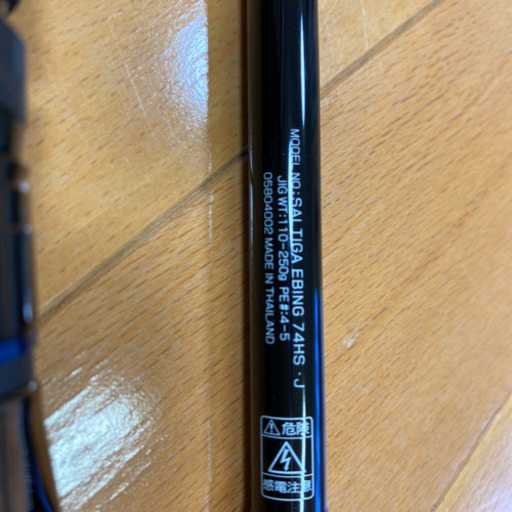 MODEL NO.:SALTIGA EBING 74HS・J
JIG WT.:110-250g PE#:4-5
05804002 MADE IN THAILAND
危険
感電注意